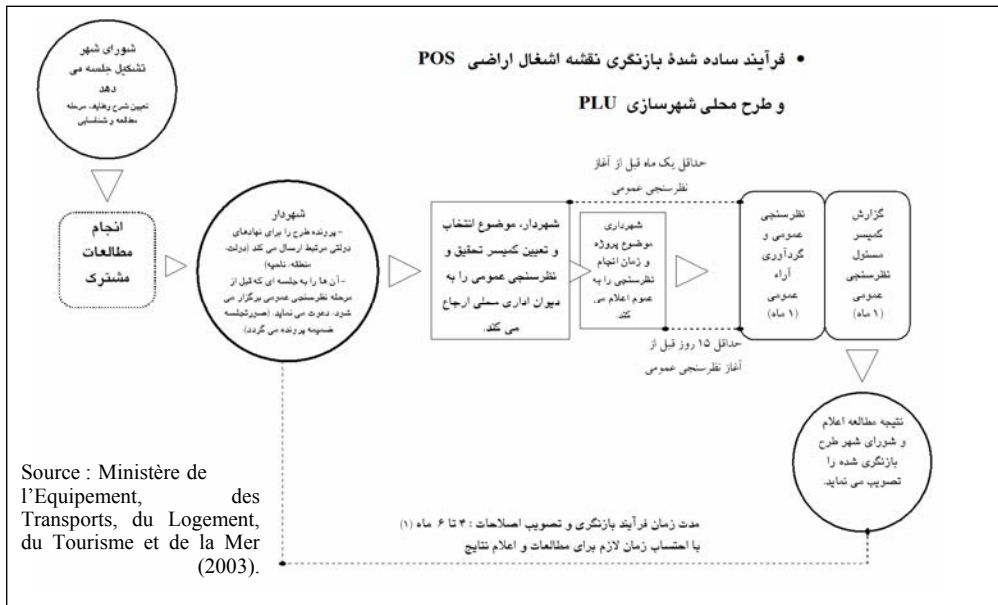 • فرآیند ساده شدۀ بازنگری نقشه اشغال اراضی POS
و طرح محلی شهرسازی PLU
شورای شهر
تشکیل جلسه می
دهد
تعیین شرح وظایف، مرحله
مطالعه و شناسایی
انجام
مطالعات
مشترک
شهردار
-پرونده طرح را برای نهادهای
دولتی مرتبط ارسال می کند (دولت،
منطقه، ناحیه)
-آن ها را به جلسه ای که قبل از
مرحله نظرسنجی عمومی برگزار می
شود، دعوت می نماید. (صورتجلسه
ضمیمه پرونده می گردد)
شهردار، موضوع انتخاب
و تعیین کمیسر تحقیق و
نظرسنجی عمومی را به
دیوان اداری محلی ارجاع
می کند.
حداقل یک ماه قبل از آغاز
نظرسنجی عمومی
شهرداری
موضوع پروژه
و زمان انجام
نظرسنجی را به
عموم اعلام می
کند.
حداقل ۱۵ روز قبل از
آغاز نظرسنجی عمومی
نظرسنجی
عمومی و
گردآوری
آراء
عمومی
(۱ ماه)
گزارش
کمیسر
مسئول
نظرسنجی
عمومی
(۱ ماه)
نتیجه مطالعه اعلام
و شورای شهر طرح
بازنگری شده را
تصویب می نماید.
مدت زمان فرآیند بازنگری و تصویب اصلاحات : ۴ تا ۶ ماه (۱)
با احتساب زمان لازم برای مطالعات و اعلام نتایج
Source : Ministère de
l'Equipement, des
Transports, du Logement,
du Tourisme et de la Mer
(2003).